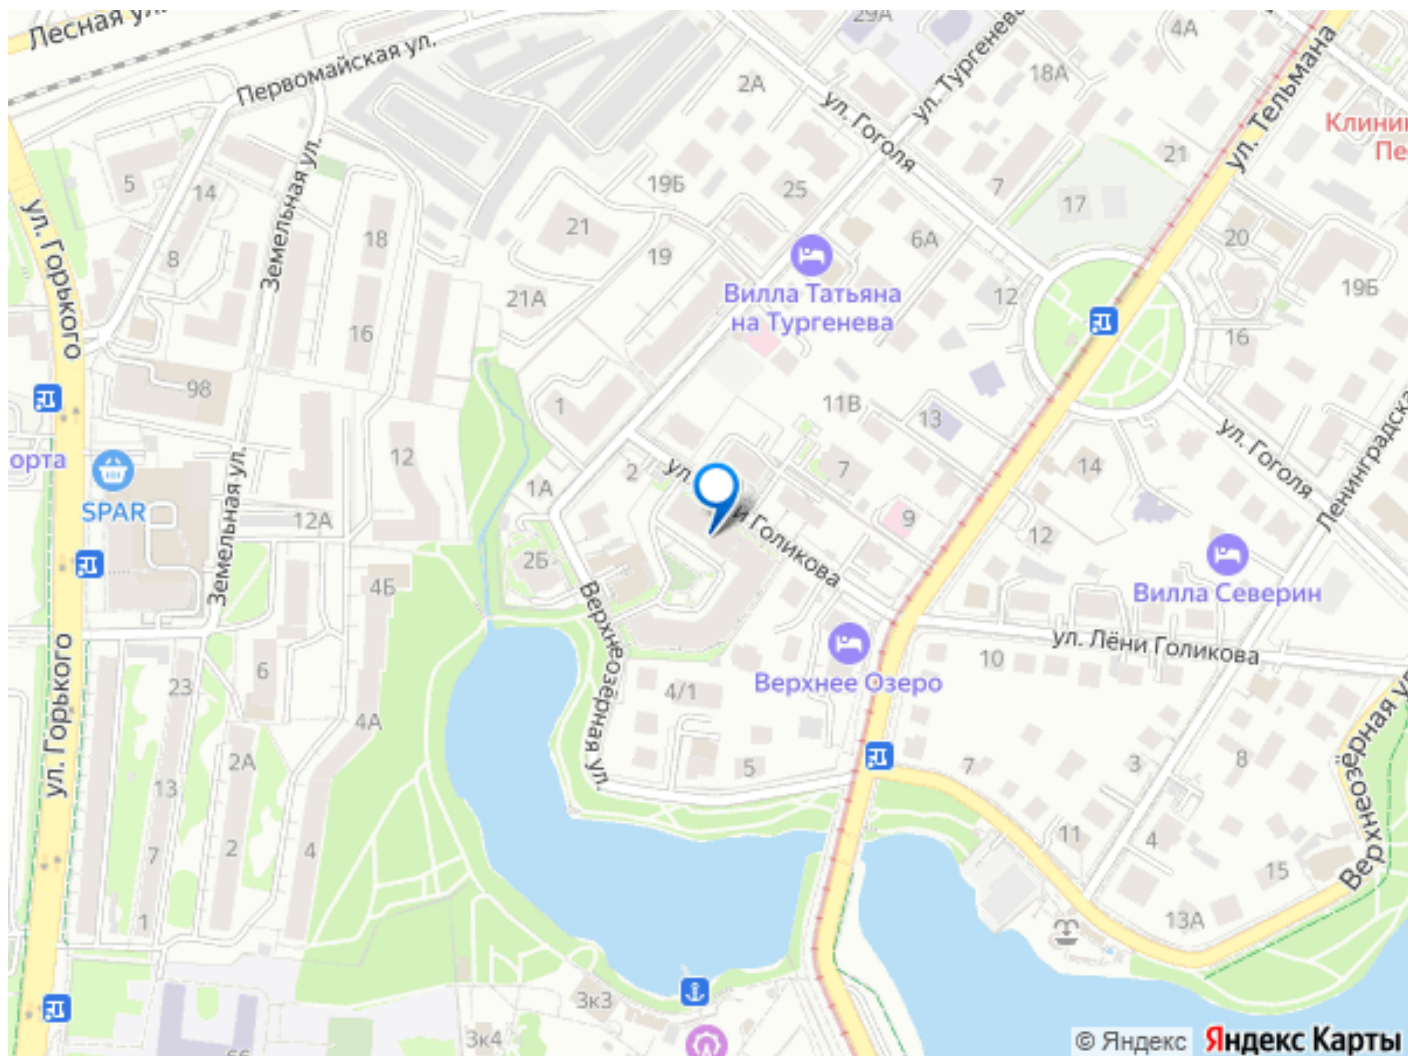 Лесная ул.
29А
4А
Первомайская ул.
2А
ул. Тургенева
18А
ул. Тельмана
ул. Гоголя
Клиник
Пе
21
5
14
Земельная ул.
19Б
25
7
17
ул. Горького
8
18
21
19
6А
20
Вилла Татьяна
на Тургенева
21А
12
19Б
16
16
98
1
11В
13
Ленинградска
орта
SPAR
12
2
ул. Лёни Голикова
7
14
ул. Гоголя
1А
12А
9
12
Земельная ул.
2Б
Вилла Северин
4Б
Верхнеозёрная ул.
ул. Горького
6
23
4А
4/1
Верхнее Озеро
10
ул. Лёни Голикова
2А
13
5
7
3
8
Верхнеозёрная ул.
7
2
4
11
4
15
1
13А
3к3
3к4
66
© Яндекс Яндекс Карты